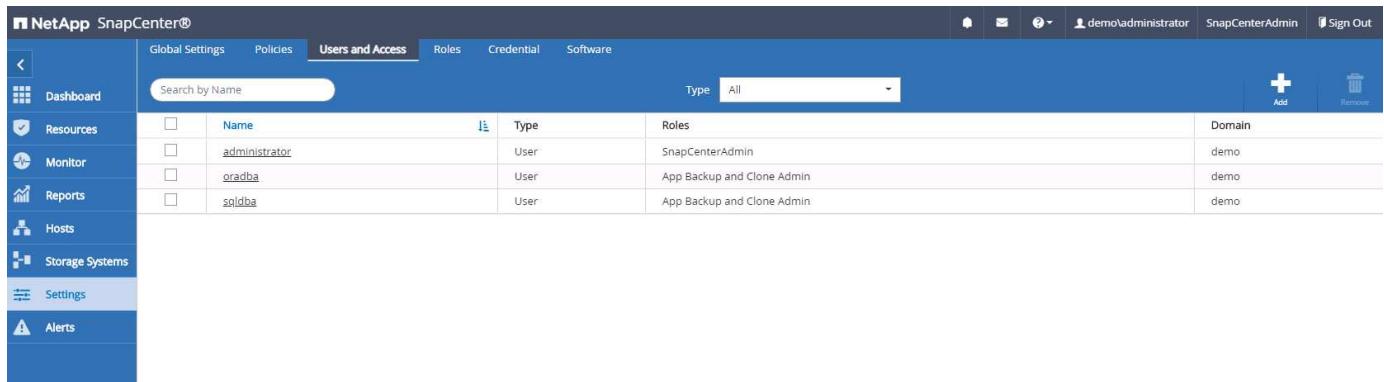 NetApp SnapCenter® demo\administrator SnapCenterAdmin Sign Out
Global Settings Policies Users and Access Roles Credential Software
Search by Name Type All Add Remove
Dashboard
Resources
Monitor
Reports
Hosts
Storage Systems
Settings
Alerts
Name Type Roles Domain
administrator User SnapCenterAdmin demo
oradba User App Backup and Clone Admin demo
sqldba User App Backup and Clone Admin demo